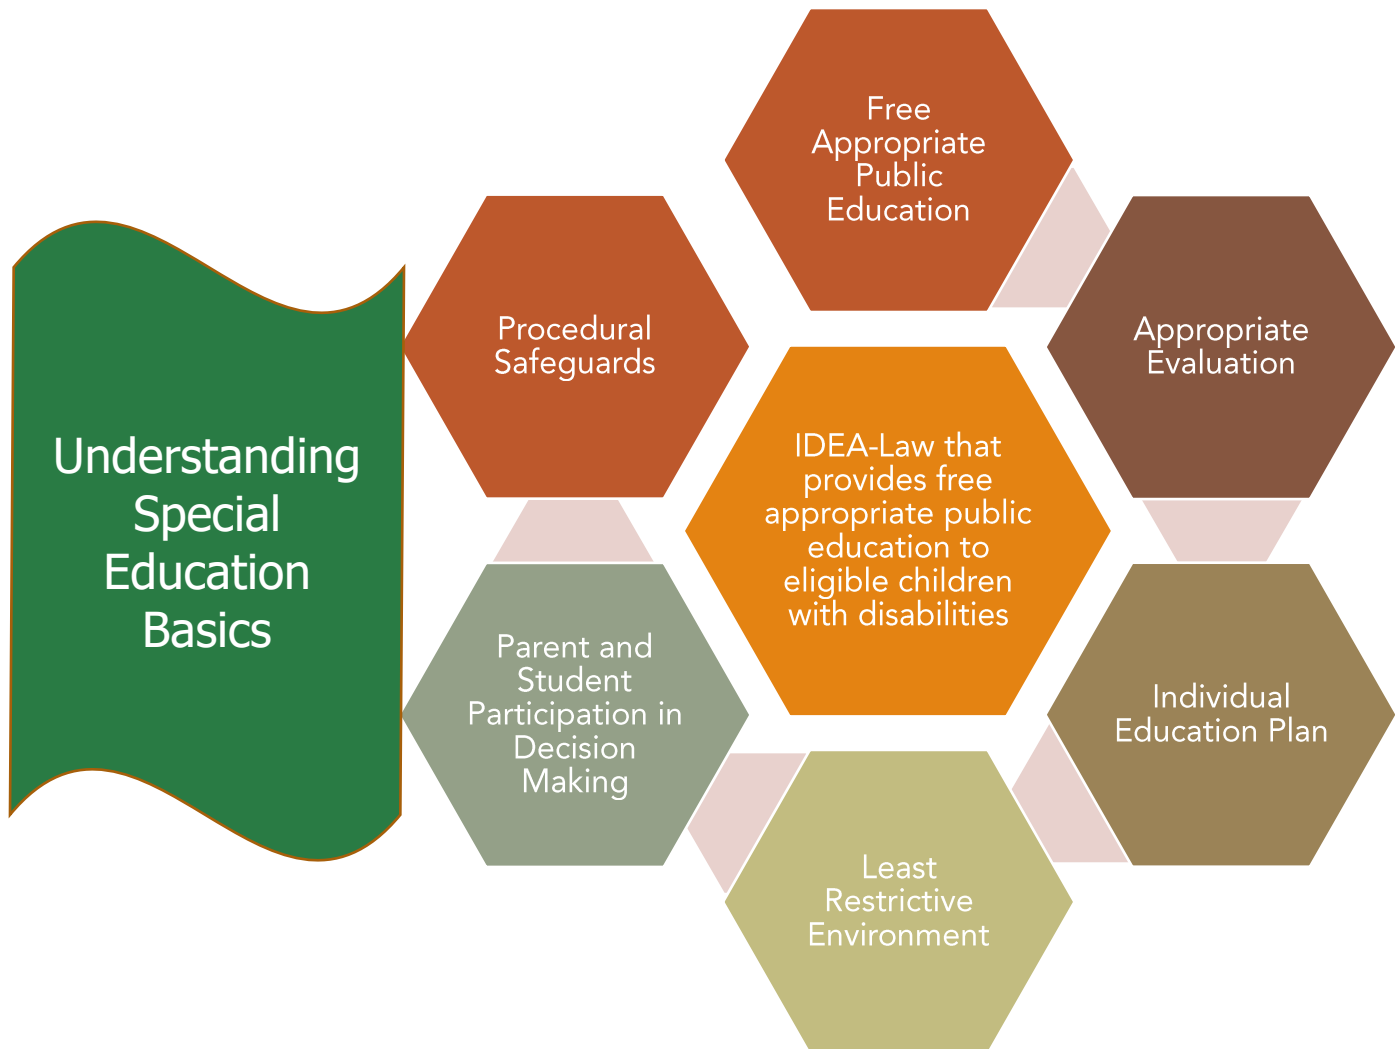 Understanding
Special
Education
Basics
Free
Appropriate
Public
Education
Appropriate
Evaluation
Individual
Education Plan
Least
Restrictive
Environment
Parent and
Student
Participation in
Decision
Making
Procedural
Safeguards
IDEA-Law that
provides free
appropriate public
education to
eligible children
with disabilities